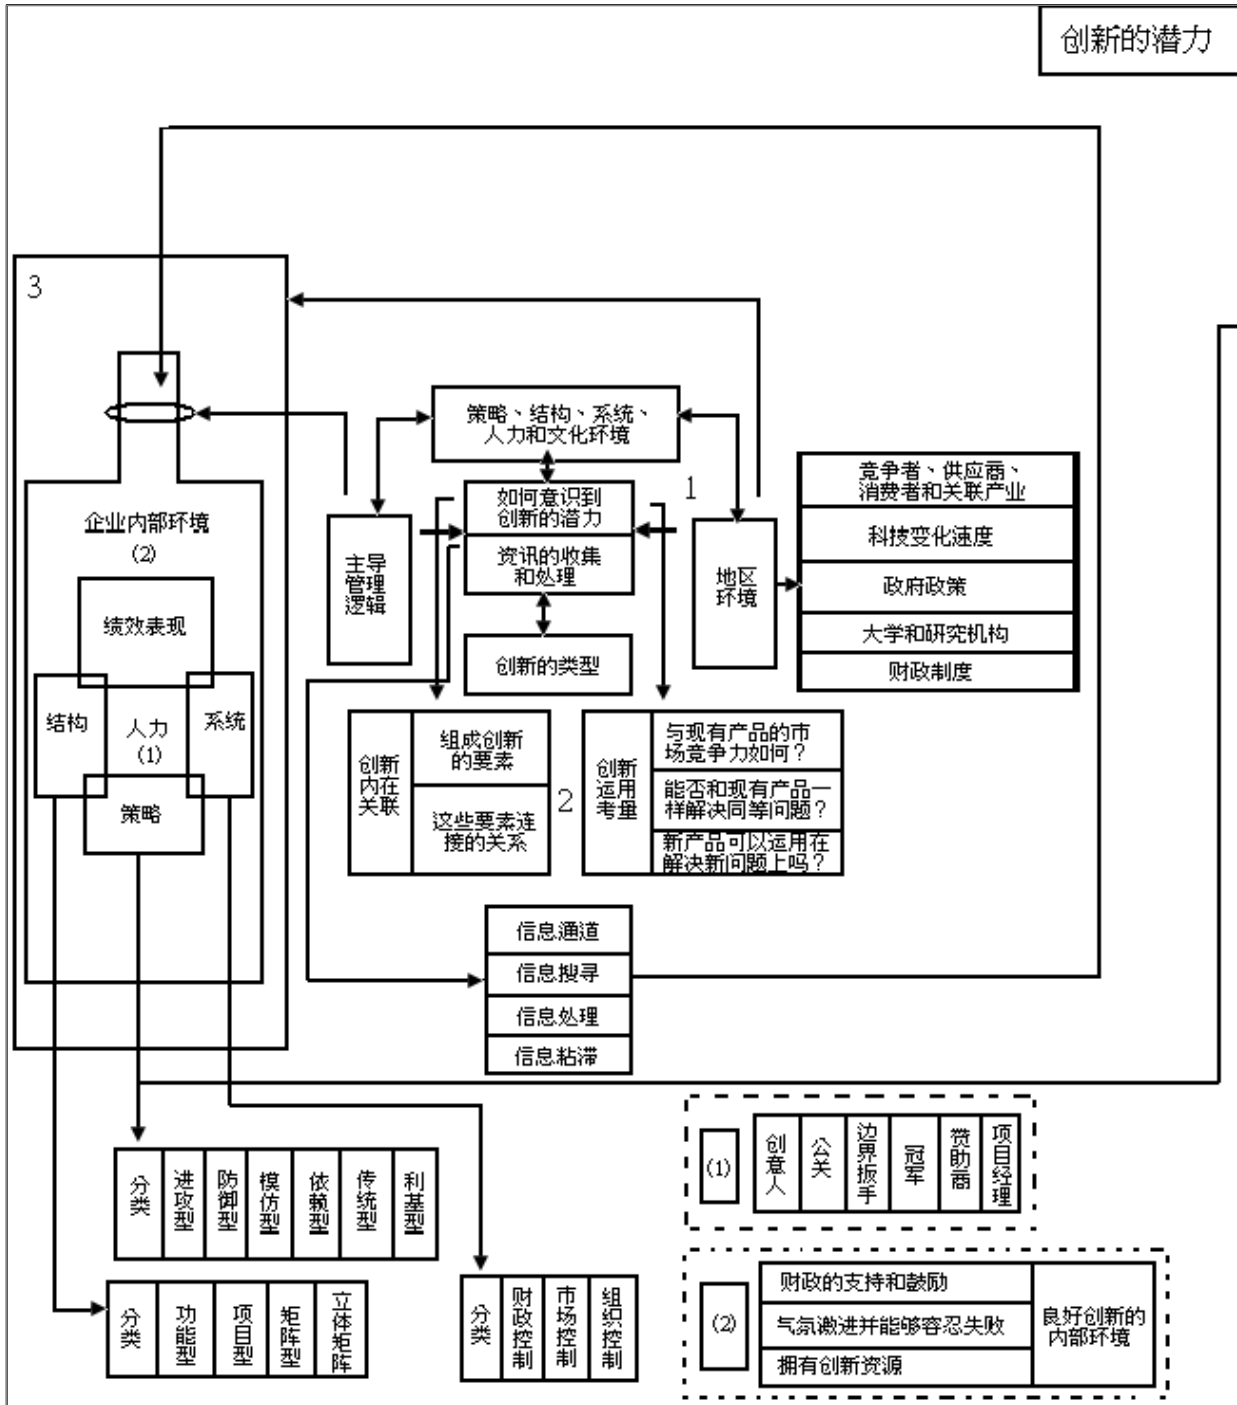 创新的潜力
3
策略、结构、系统、
人力和文化环境
如何意识到
创新的潜力
1
竞争者、供应商、
消费者和关联产业
企业内部环境
(2)
科技变化速度
主导
管理
逻辑
资讯的收集
和处理
地区
环境
政府政策
绩效表现
大学和研究机构
创新的类型
财政制度
结构
人力
(1)
系统
策略
创新
内在
关联
组成创新
的要素
这些要素连
接的关系
2
创新
运用
考量
与现有产品的市
场竞争力如何？
能否和现有产品一
样解决同等问题？
新产品可以运用在
解决新问题上吗？
信息通道
信息搜寻
信息处理
信息粘滞
(1)
创意人
公关
边界扳手
冠军
赞助商
项目经理
分类
进攻型
防御型
模仿型
依赖型
传统型
利基型
分类
功能型
项目型
矩阵型
立体矩阵
分类
财政控制
市场控制
组织控制
(2)
财政的支持和鼓励
气氛激进并能够容忍失败
拥有创新资源
良好创新的
内部环境